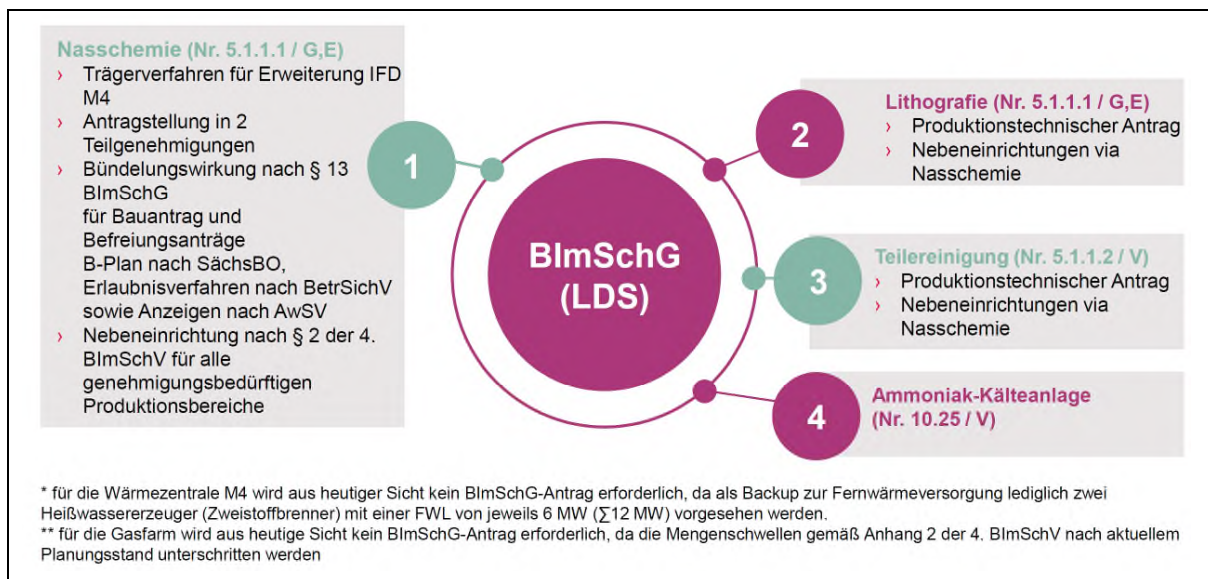 Nasschemie (Nr. 5.1.1.1 / G,E)
› Trägerverfahren für Erweiterung IFD
M4
› Antragstellung in 2
Teilgenehmigungen
› Bündelungswirkung nach § 13
BImSchG
für Bauantrag und
Befreiungsanträge
B-Plan nach SächsBO,
Erlaubnisverfahren nach BetrSichV
sowie Anzeigen nach AwSV
› Nebeneinrichtung nach § 2 der 4.
BImSchV für alle
genehmigungsbedürftigen
Produktionsbereiche
1
BImSchG
(LDS)
2
Lithografie (Nr. 5.1.1.1 / G,E)
› Produktionstechnischer Antrag
› Nebeneinrichtungen via
Nasschemie
3
Teilereinigung (Nr. 5.1.1.2 / V)
› Produktionstechnischer Antrag
› Nebeneinrichtungen via
Nasschemie
4
Ammoniak-Kälteanlage
(Nr. 10.25 / V)
* für die Wärmezentrale M4 wird aus heutiger Sicht kein BImSchG-Antrag erforderlich, da als Backup zur Fernwärmeversorgung lediglich zwei
Heißwassererzeuger (Zweistoffbrenner) mit einer FWL von jeweils 6 MW (∑12 MW) vorgesehen werden.
** für die Gasfarm wird aus heutige Sicht kein BImSchG-Antrag erforderlich, da die Mengenschwellen gemäß Anhang 2 der 4. BImSchV nach aktuellem
Planungsstand unterschritten werden